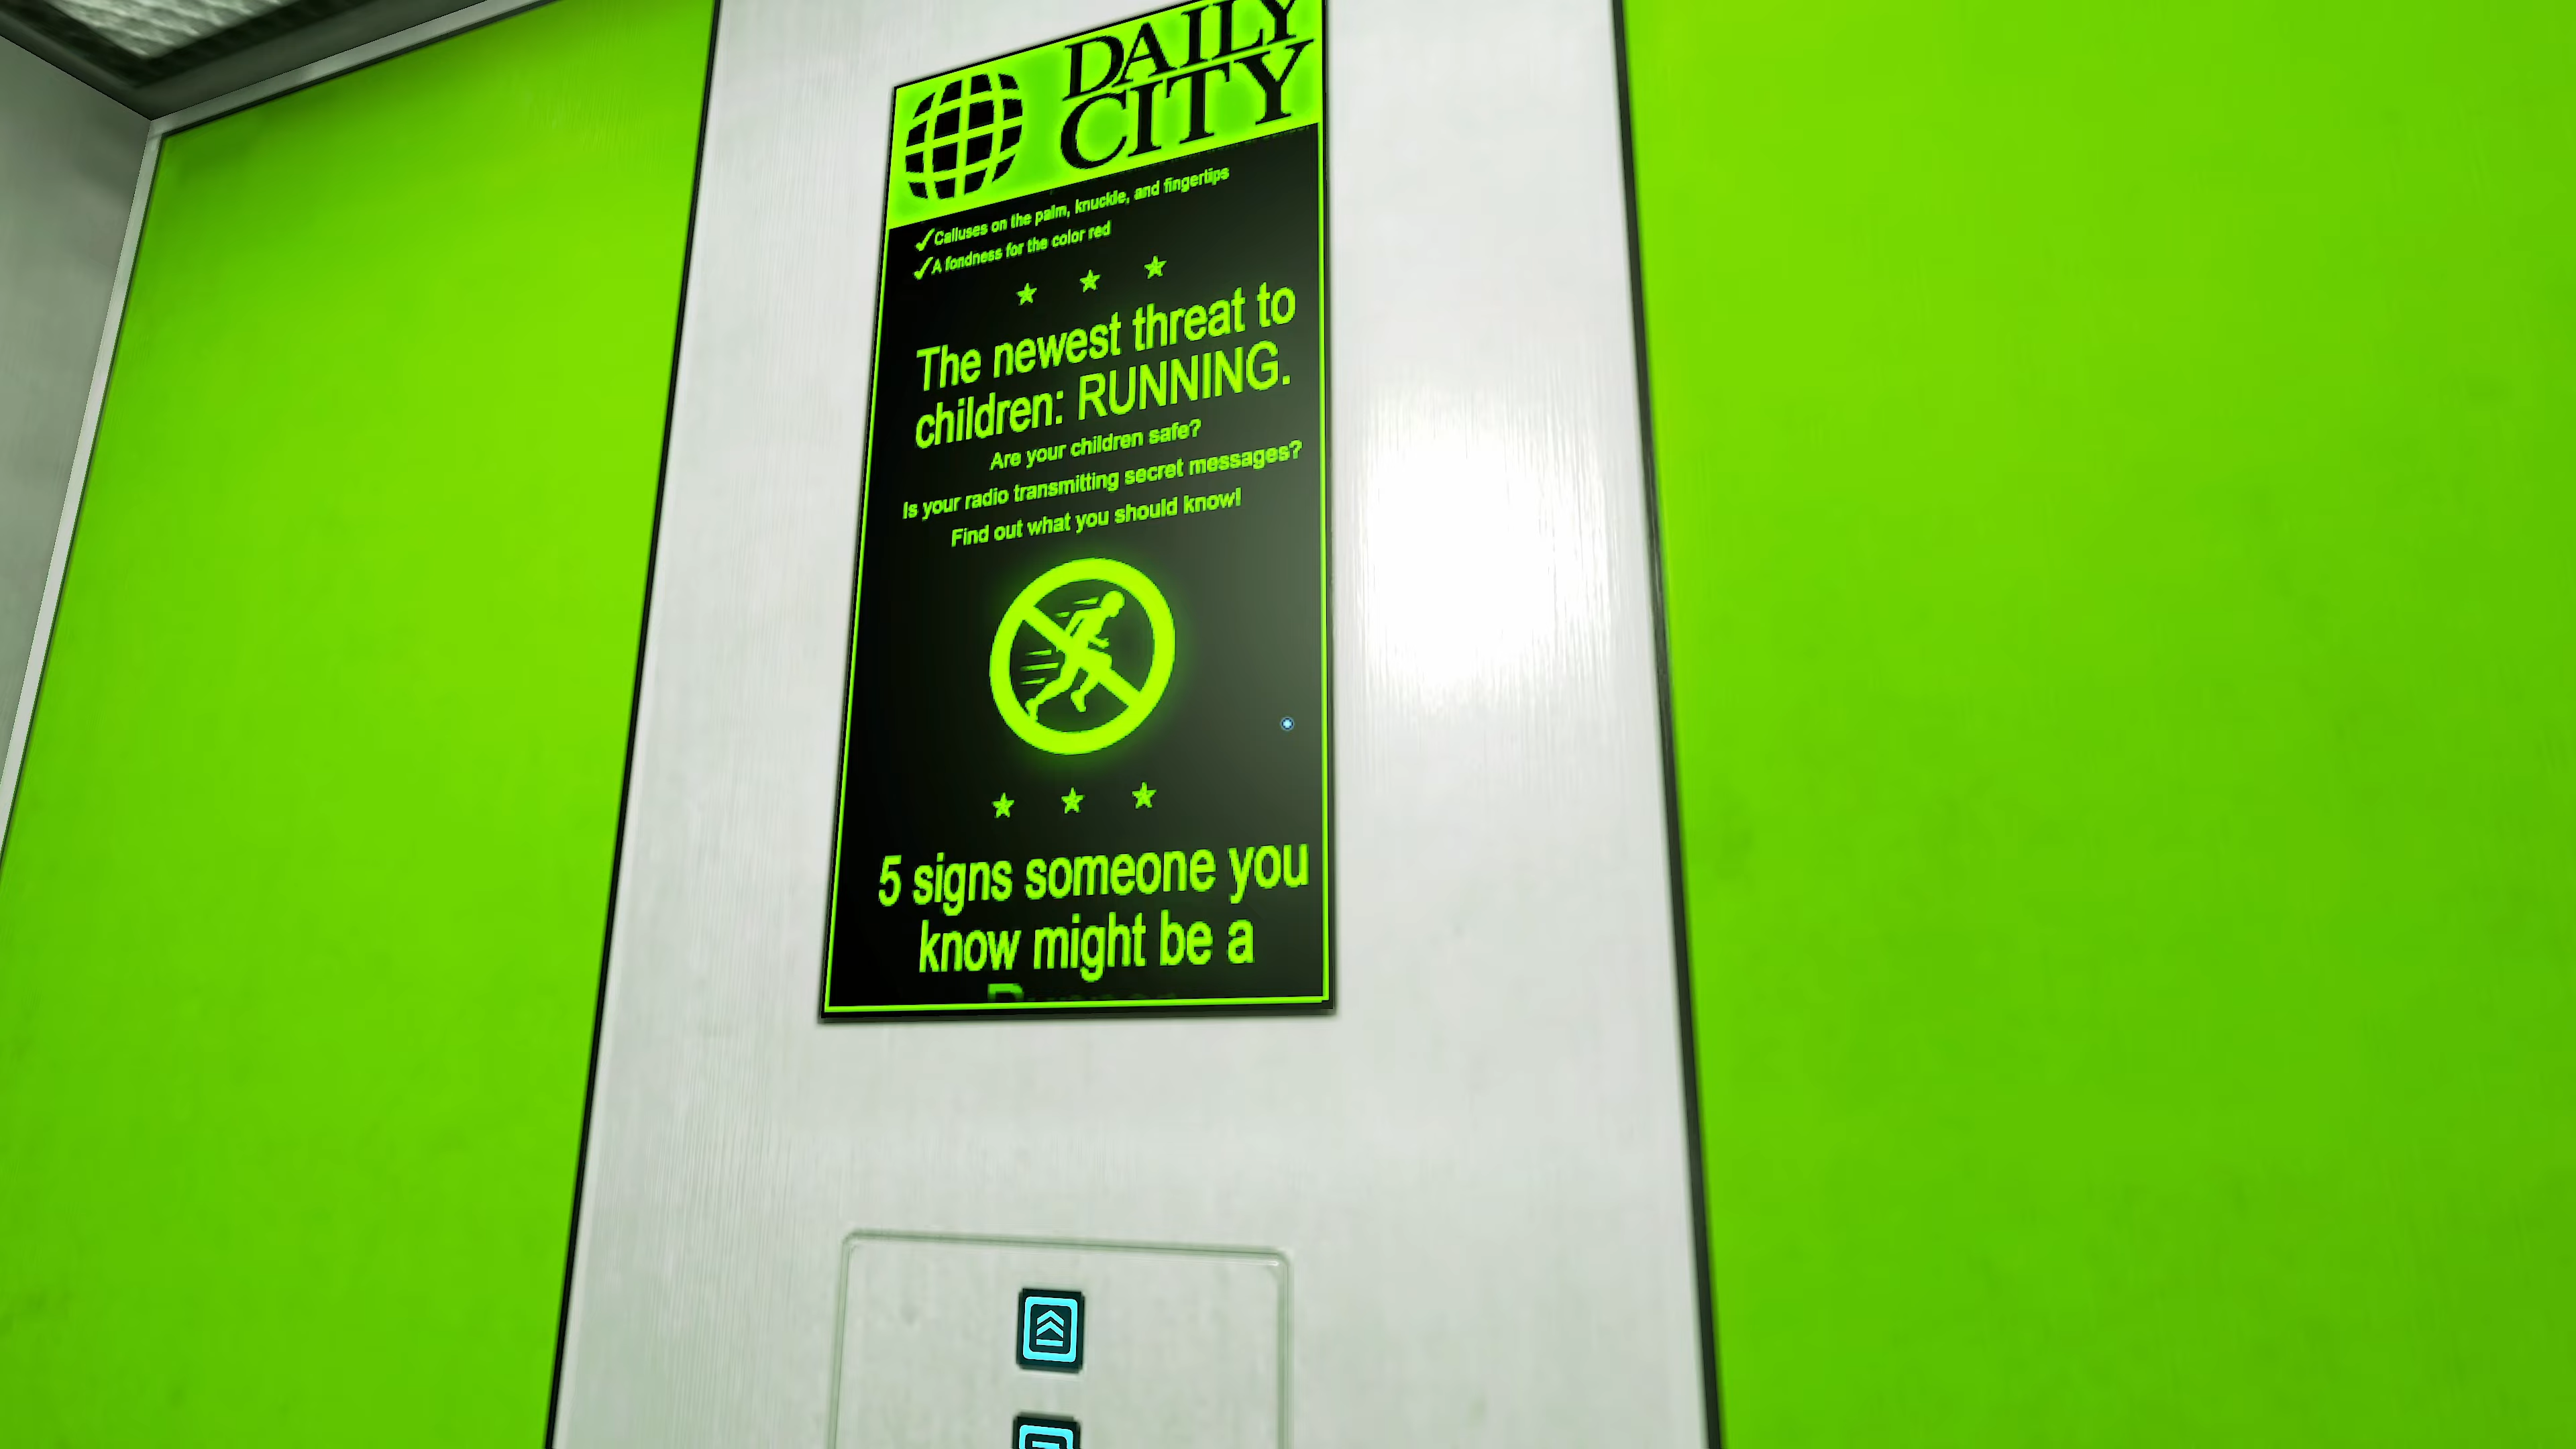 DAILY
CITY
✓Calluses on the palm, knuckle, and fingertips
✓A fondness for the color red
The newest threat to
children: RUNNING.
Are your children safe?
Is your radio transmitting secret messages?
Find out what you should know!
5 signs someone you
know might be a